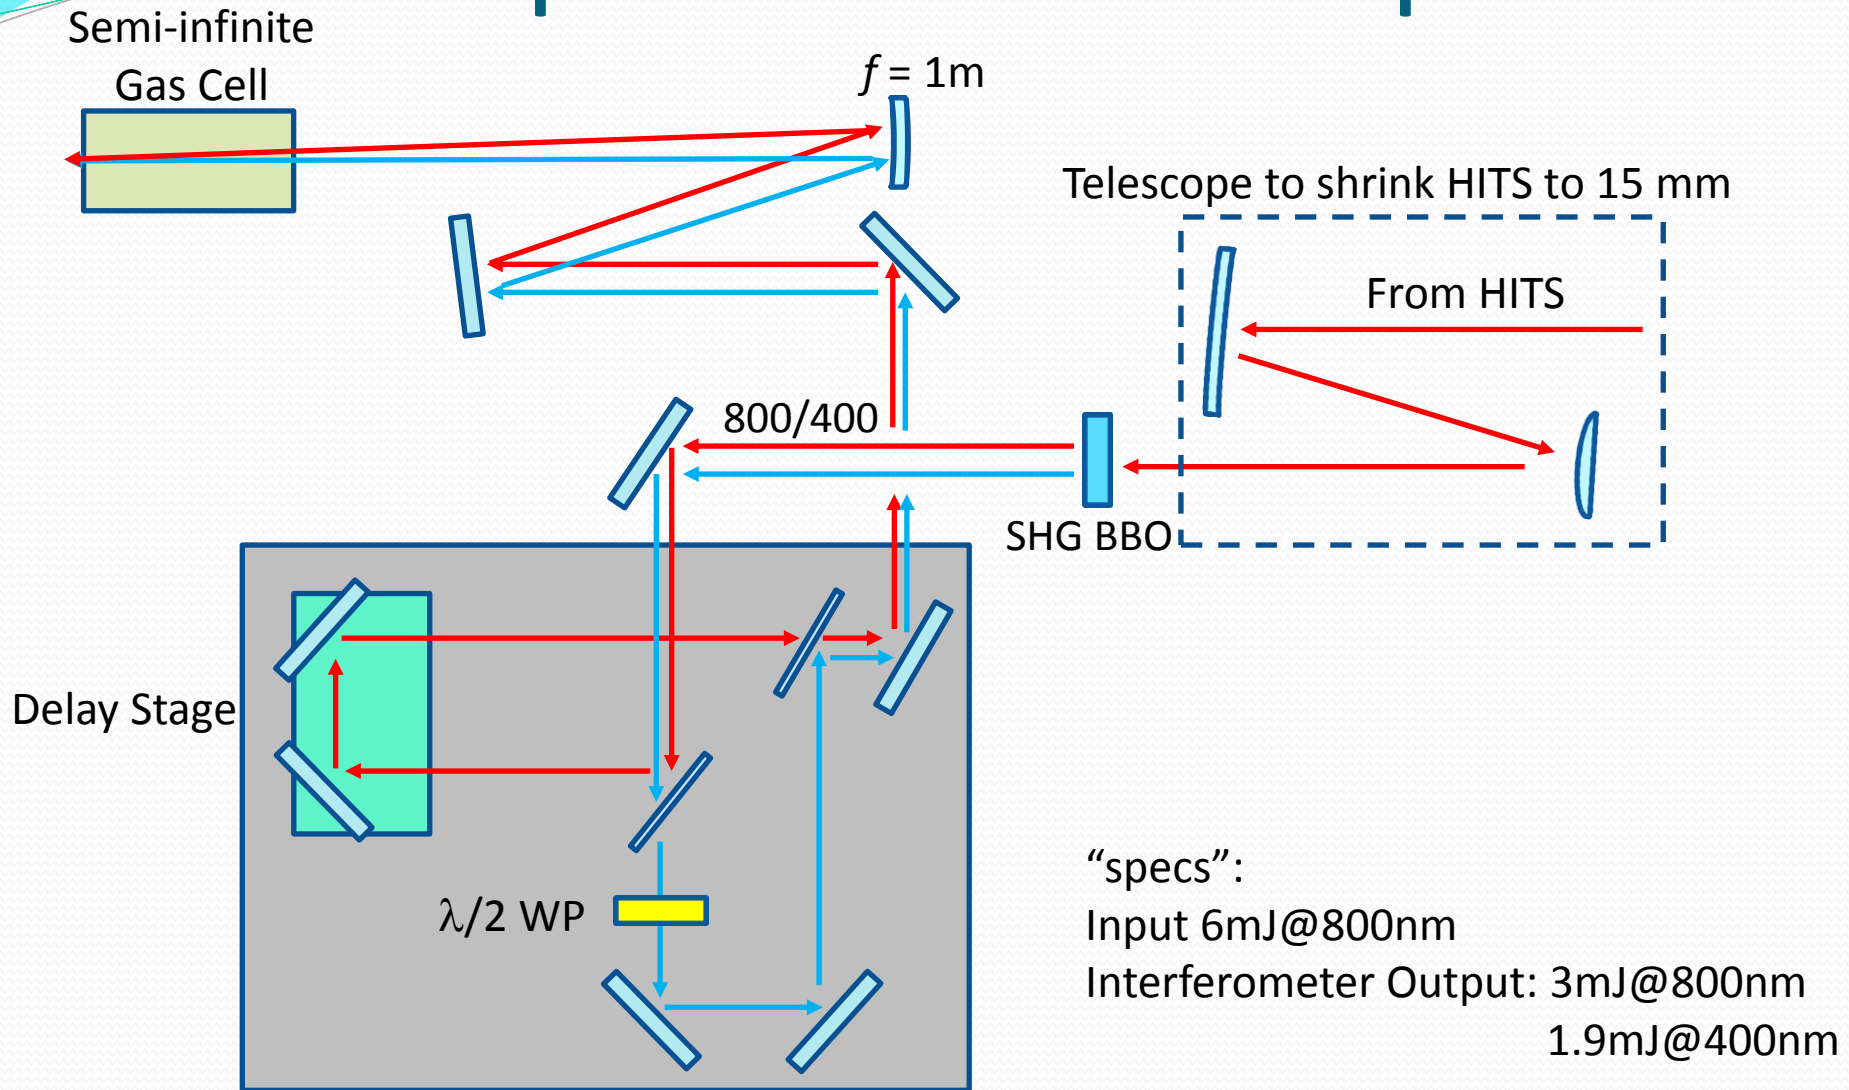 Semi-infinite
Gas Cell
f = 1m
Telescope to shrink HITS to 15 mm
From HITS
800/400
SHG BBO
Delay Stage
λ/2 WP
“specs”:
Input 6mJ@800nm
Interferometer Output: 3mJ@800nm
1.9mJ@400nm